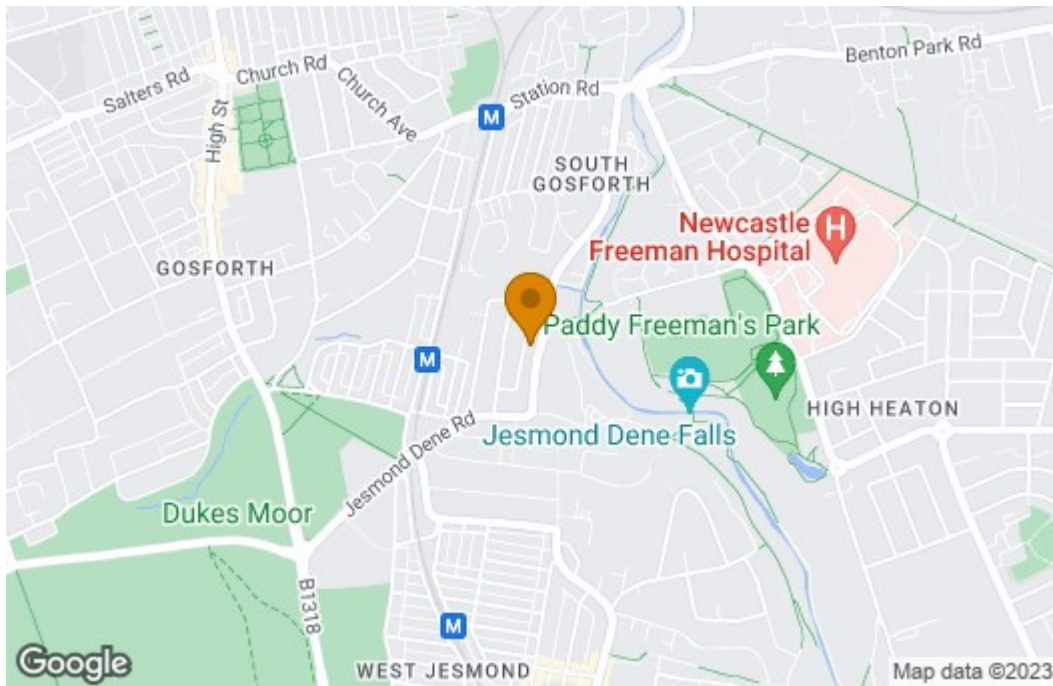 Benton Park Rd
Church Rd
Salters Rd
Church Ave
Station Rd
M
High St
SOUTH
GOSFORTH
Newcastle
Freeman Hospital
H
GOSFORTH
Paddy Freeman's Park
M
HIGH HEATON
Jesmond Dene Rd
Jesmond Dene Falls
Dukes Moor
B1318
M
WEST JESMOND
Google
Map data ©2023